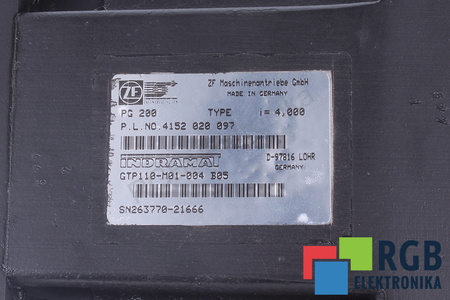 ZF
ZF Maschinenantriebe GmbH
MADE IN GERMANY
PG 200 TYPE i= 4,000
P.L.NO.4152 020 097
INDRAMAT D-97816 LOHR
GERMANY
GTP110-M01-004 B05
SN263770-21666
RGB
ELEKTRONIKA